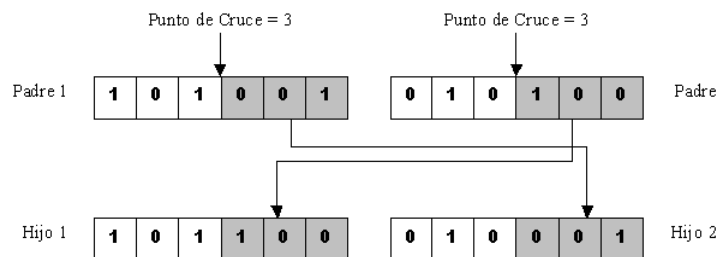 Punto de Cruce = 3 Punto de Cruce = 3
Padre 1 1 0 1 0 0 1 0 1 0 1 0 0 Padre
Hijo 1 1 0 1 1 0 0 0 1 0 0 0 1 Hijo 2